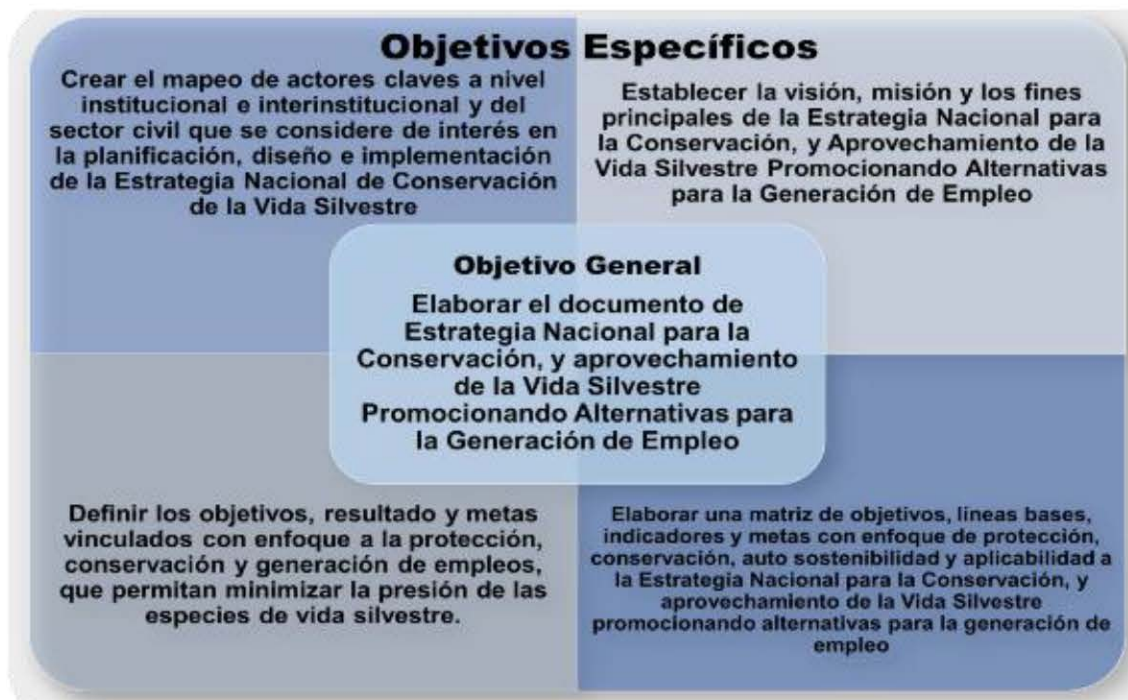 Objetivos Específicos
Crear el mapeo de actores claves a nivel
institucional e interinstitucional y del
sector civil que se considere de interés en
la planificación, diseño e implementación
de la Estrategia Nacional de Conservación
de la Vida Silvestre
Establecer la visión, misión y los fines
principales de la Estrategia Nacional para
la Conservación, y Aprovechamiento de la
Vida Silvestre Promocionando Alternativas
para la Generación de Empleo
Objetivo General
Elaborar el documento de
Estrategia Nacional para la
Conservación, y aprovechamiento
de la Vida Silvestre
Promocionando Alternativas para
la Generación de Empleo
Definir los objetivos, resultado y metas
vinculados con enfoque a la protección,
conservación y generación de empleos,
que permitan minimizar la presión de las
especies de vida silvestre.
Elaborar una matriz de objetivos, líneas bases,
indicadores y metas con enfoque de protección,
conservación, auto sostenibilidad y aplicabilidad a
la Estrategia Nacional para la Conservación, y
aprovechamiento de la Vida Silvestre
promocionando alternativas para la generación de
empleo